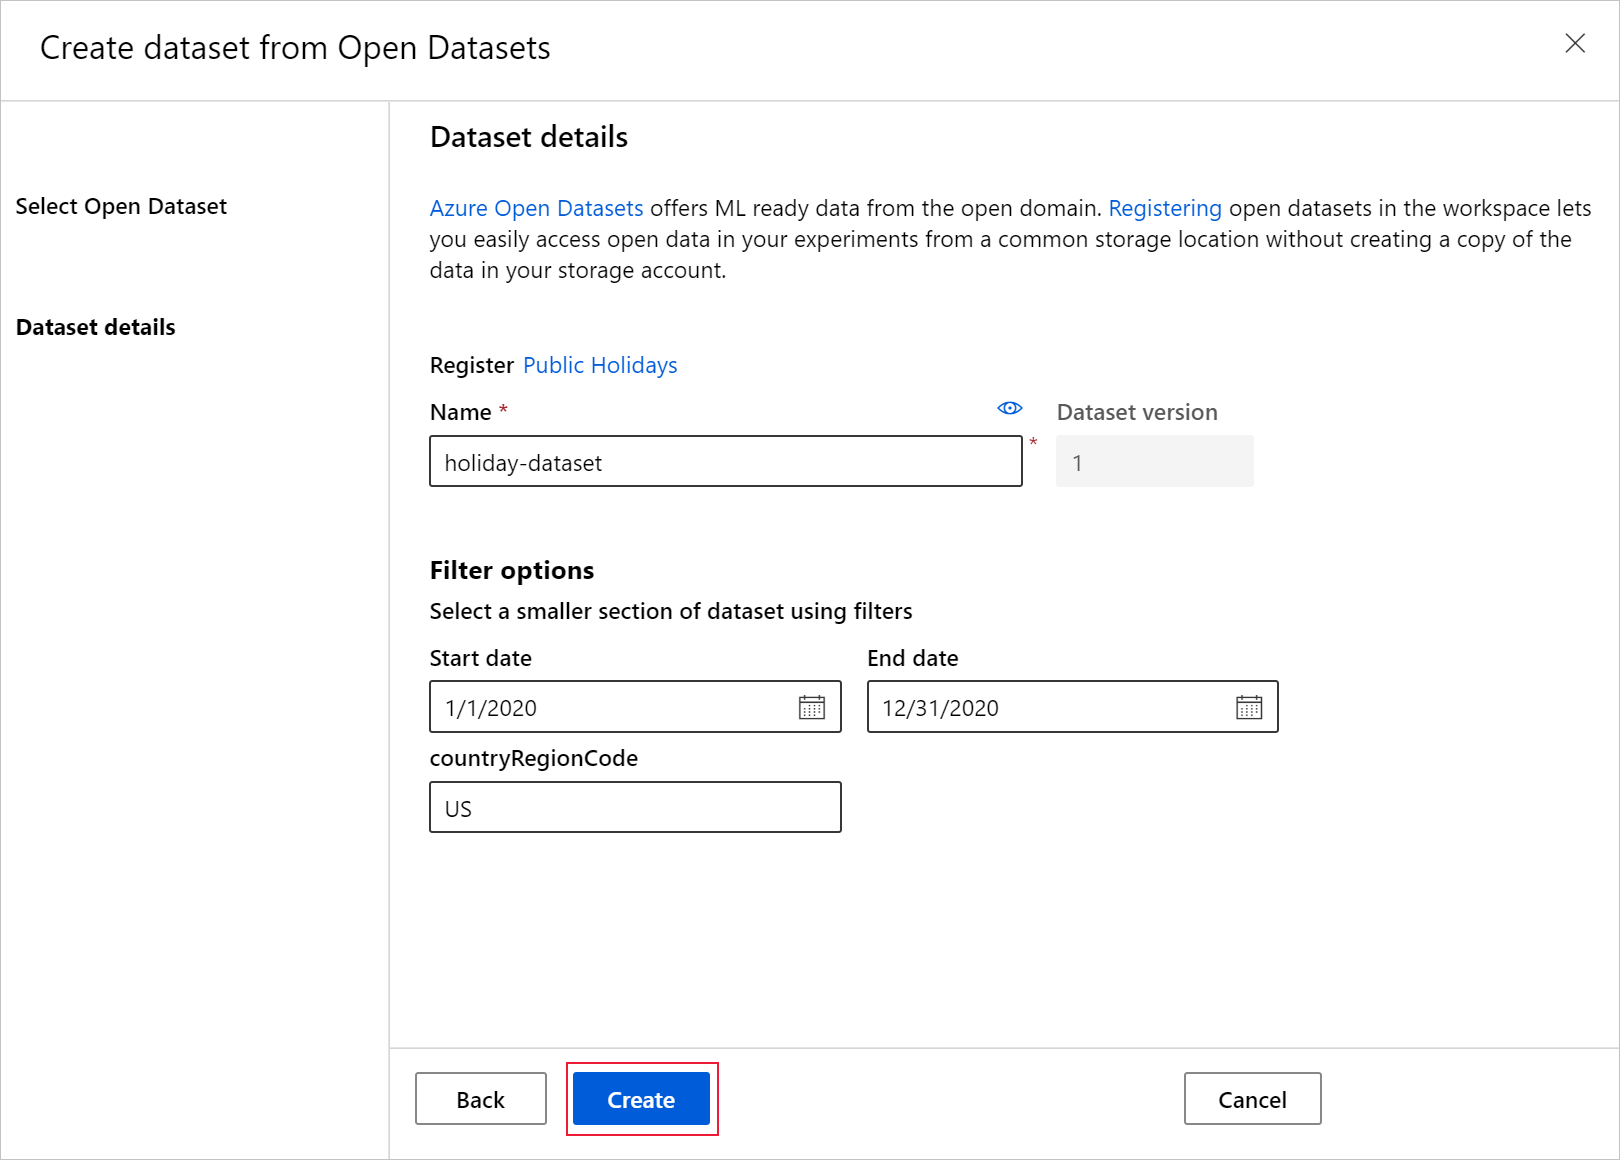 Create dataset from Open Datasets
Select Open Dataset
Dataset details
Dataset details
Azure Open Datasets offers ML ready data from the open domain. Registering open datasets in the workspace lets
you easily access open data in your experiments from a common storage location without creating a copy of the
data in your storage account.
Register Public Holidays
Name * Dataset version
holiday-dataset * 1
Filter options
Select a smaller section of dataset using filters
Start date End date
1/1/2020 12/31/2020
countryRegionCode
US
Back Create Cancel